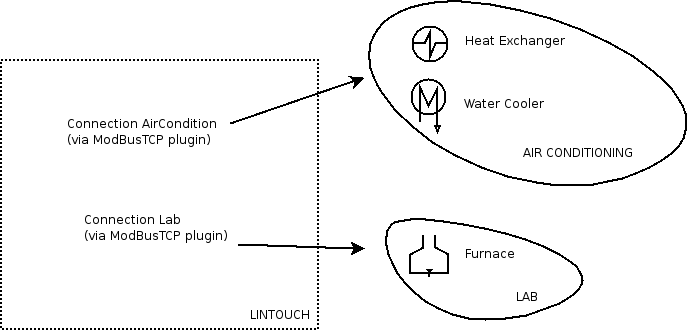 Heat Exchanger
Water Cooler
AIR CONDITIONING
Connection AirCondition
(via ModBusTCP plugin)
Connection Lab
(via ModBusTCP plugin)
Furnace
LAB
LINTOUCH